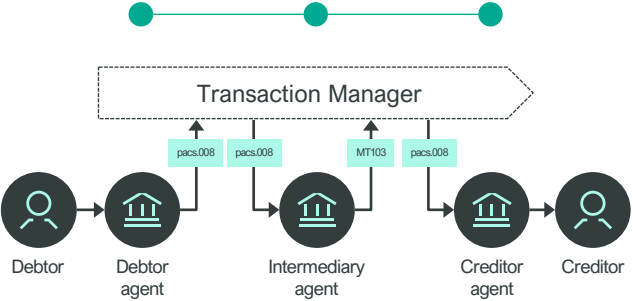 Transaction Manager
pacs.008
pacs.008
MT103
pacs.008
Debtor
Debtor
agent
Intermediary
agent
Creditor
agent
Creditor